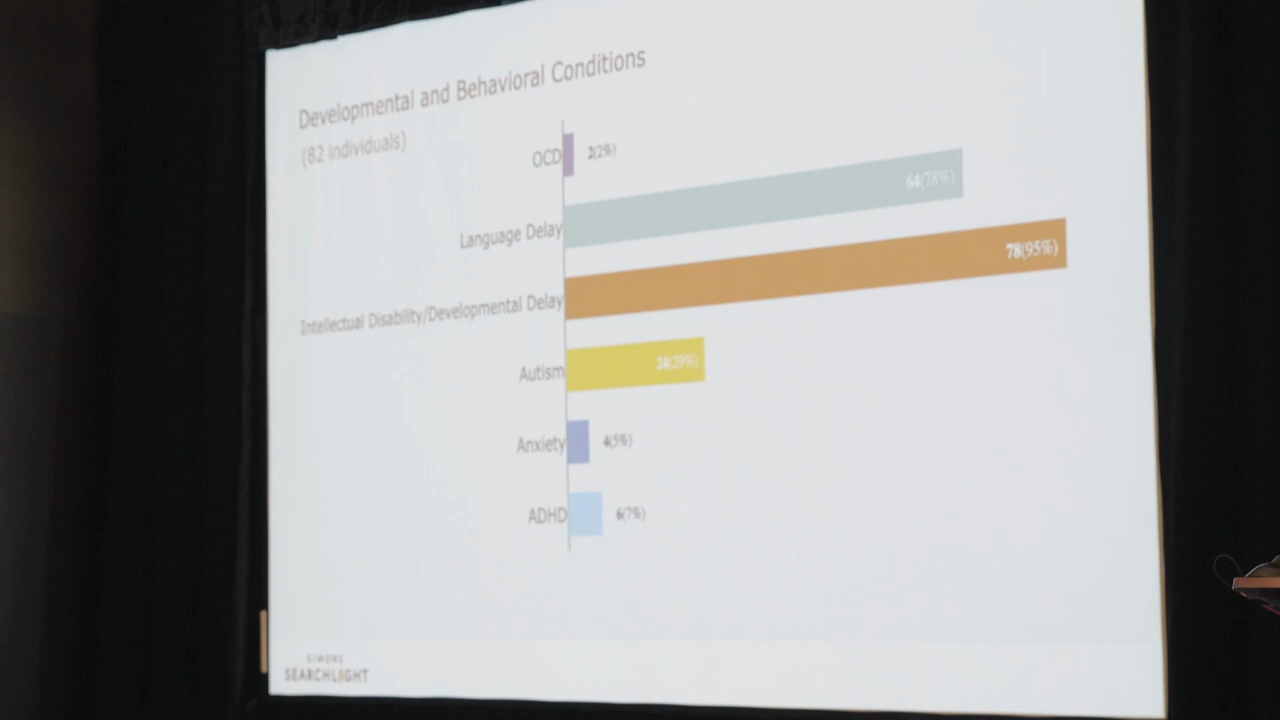 Developmental and Behavioral Conditions
(82 individuals)
OCD 2(2%)
Language Delay 64(78%)
Intellectual Disability/Developmental Delay 78(95%)
Autism 24(29%)
Anxiety 4(5%)
ADHD 6(7%)
SIMONS
SEARCHLIGHT